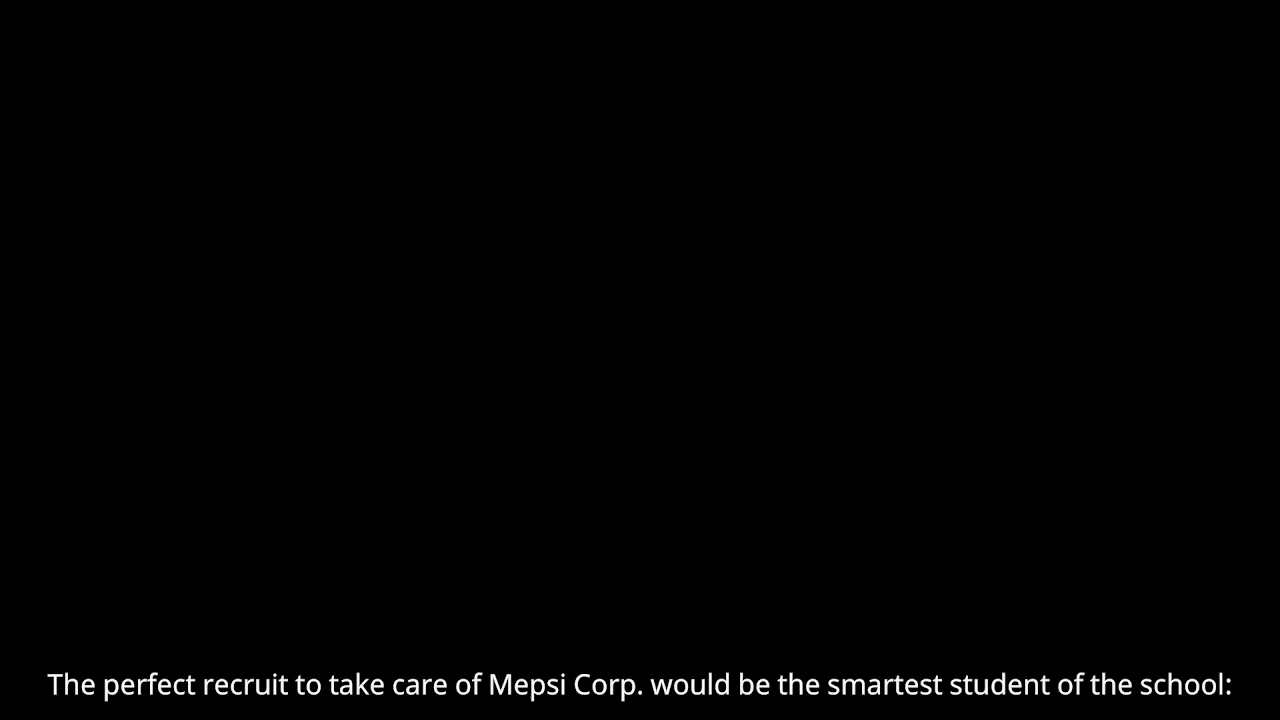 The perfect recruit to take care of Mepsi Corp. would be the smartest student of the school: